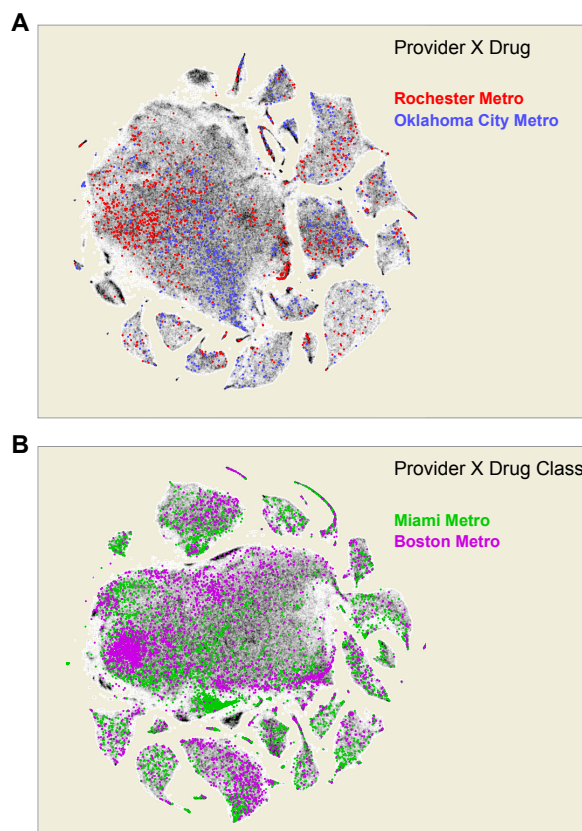 A
Provider X Drug
Rochester Metro
Oklahoma City Metro
B
Provider X Drug Class
Miami Metro
Boston Metro